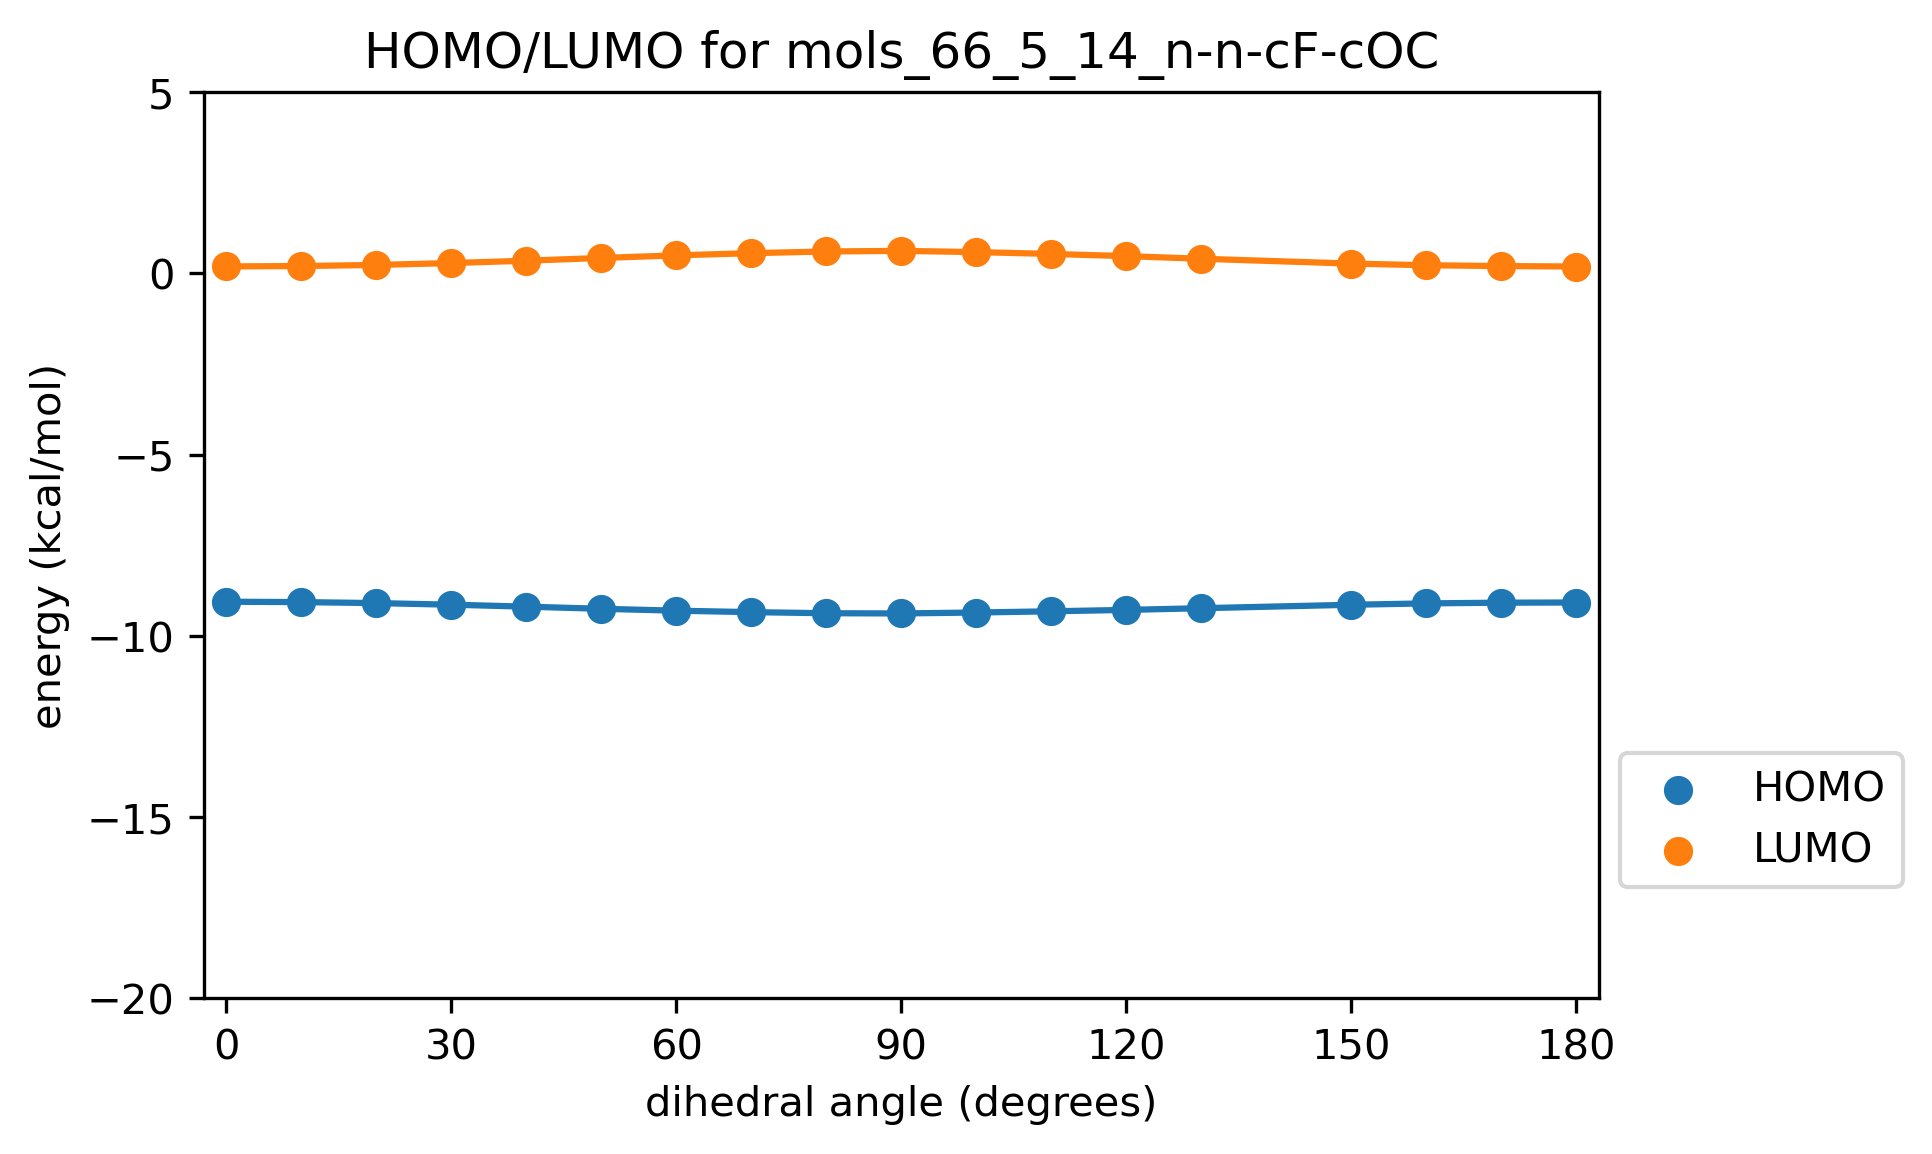 HOMO/LUMO for mols_66_5_14_n-n-cF-cOC
5
0
−5
−10
−15
−20
energy (kcal/mol)
0 30 60 90 120 150 180
dihedral angle (degrees)
HOMO
LUMO